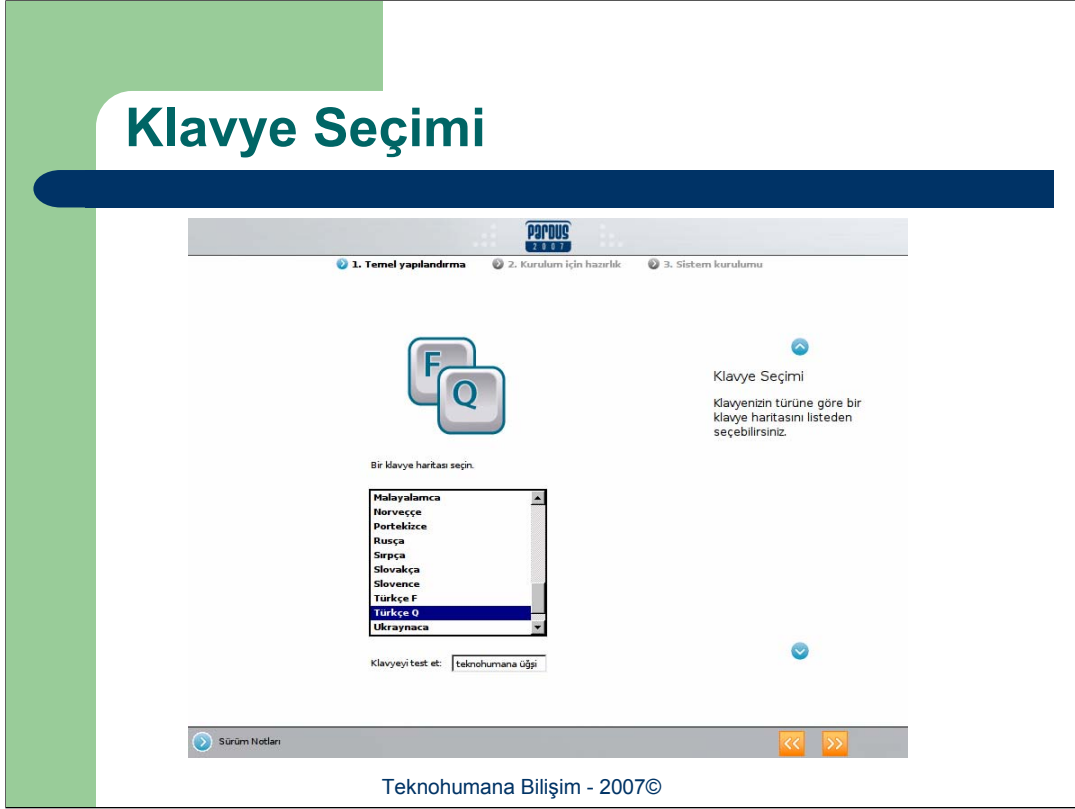 Klavye Seçimi
PARDUS
2007
1. Temel yapılandırma 2. Kurulum için hazırlık 3. Sistem kurulumu
F
Q
Klavye Seçimi
Klavyenizin türüne göre bir
klavye haritasını listeden
seçebilirsiniz.
Bir klavye haritası seçin.
Malayalamca
Norveççe
Portekizce
Rusça
Sırpça
Slovakça
Slovence
Türkçe F
Türkçe Q
Ukraynaca
Klavyeyi test et: teknohumana üğşi
Sürüm Notları << >>
Teknohumana Bilişim - 2007©